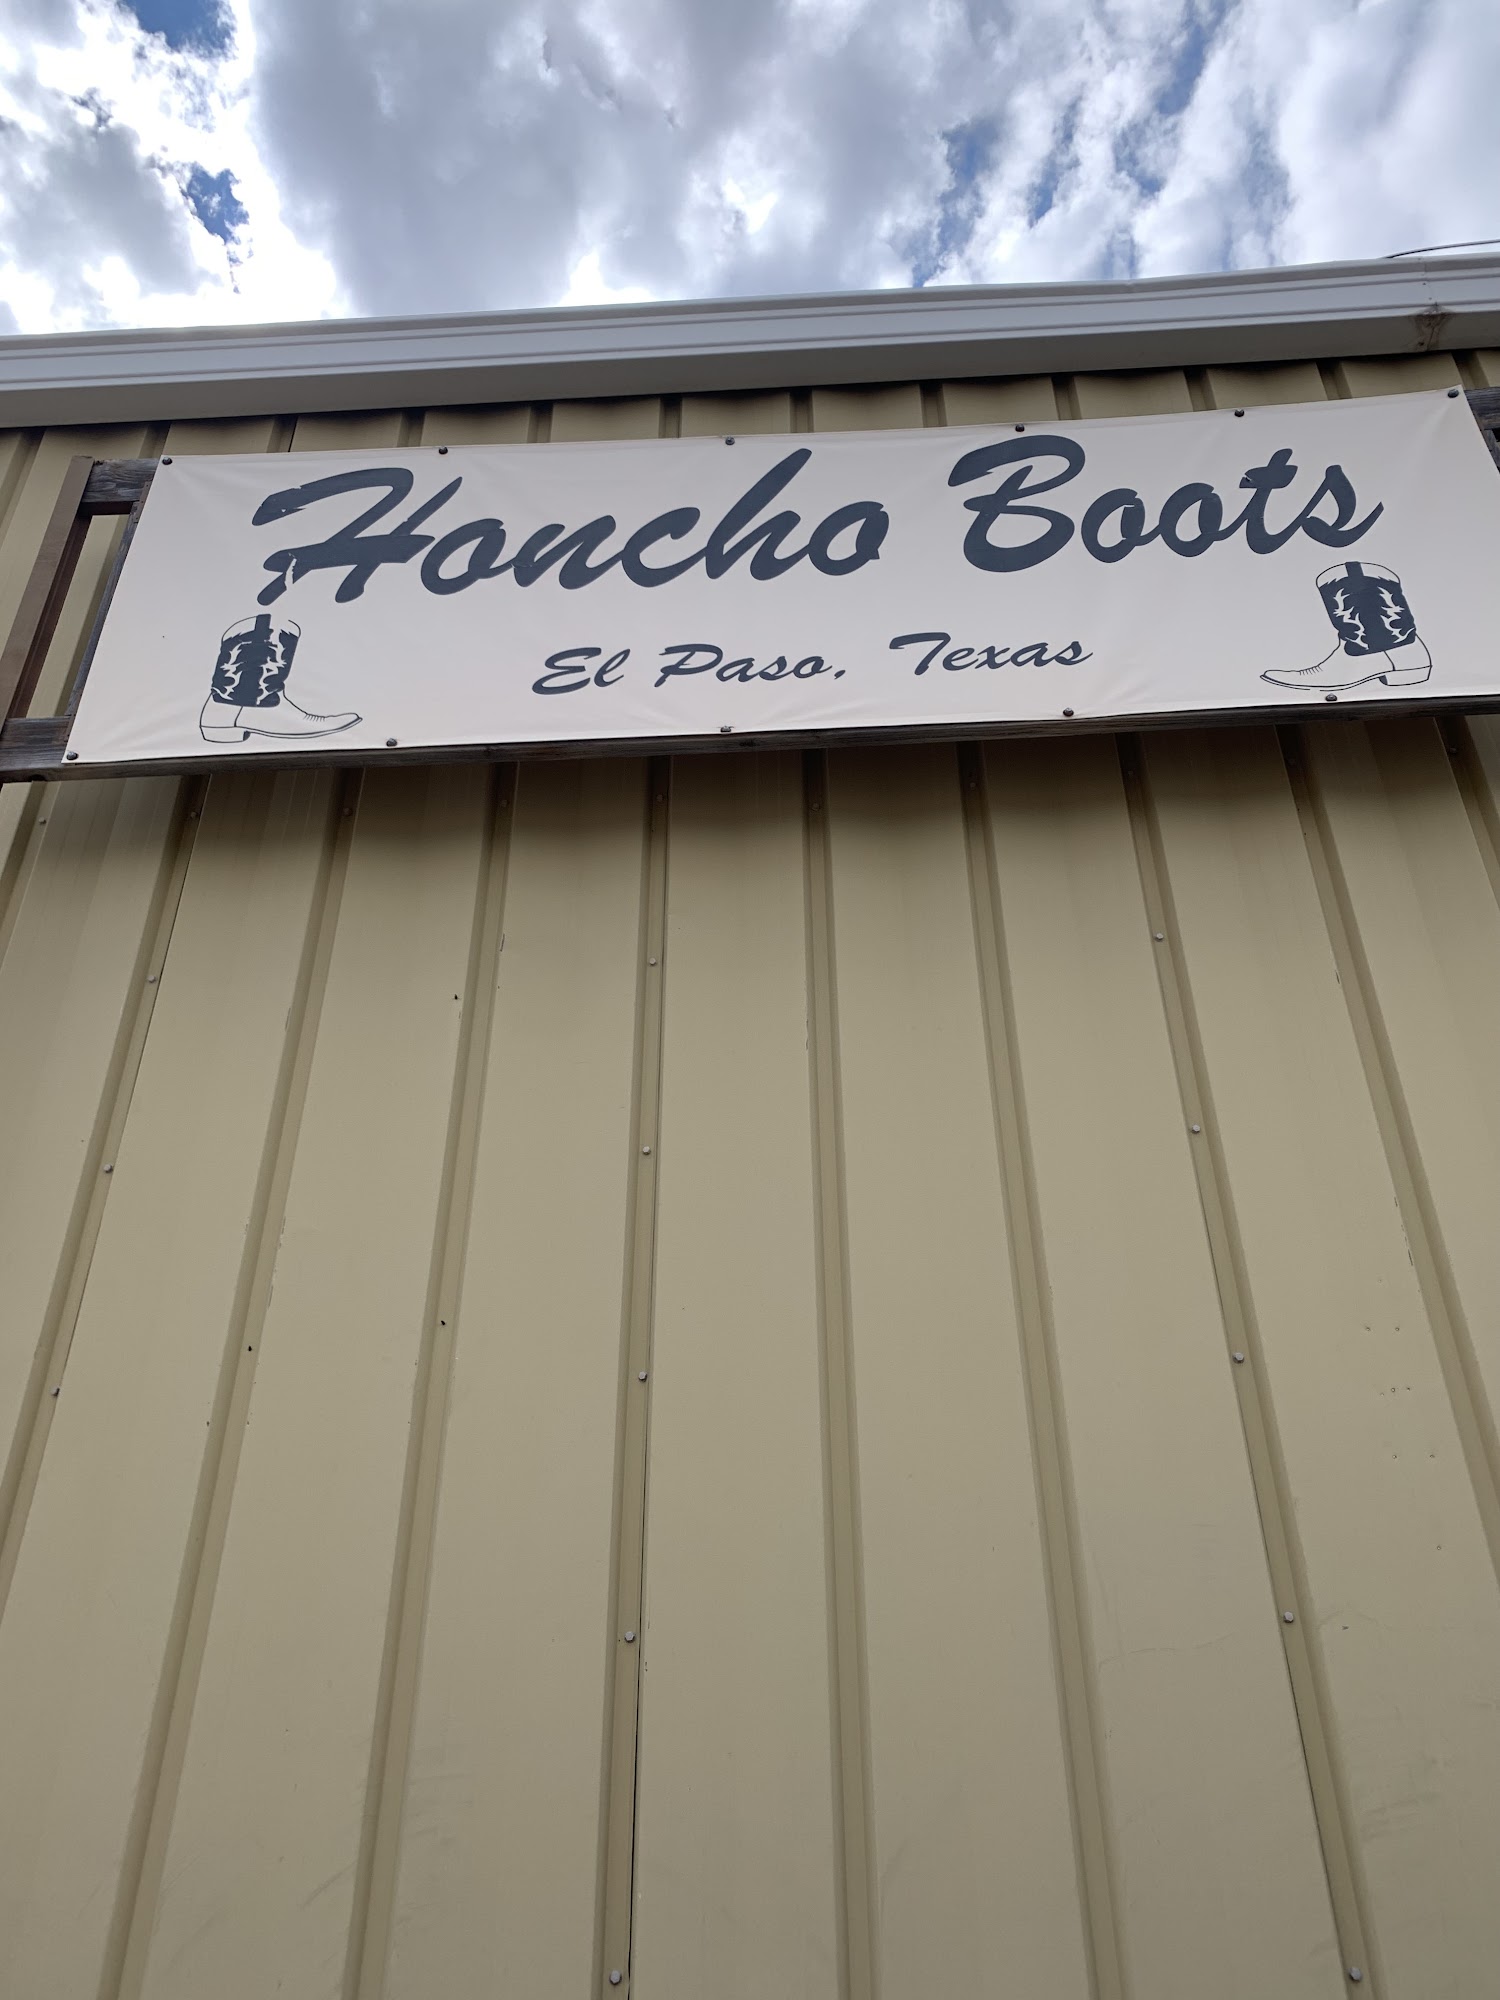 Honcho Boots
El Paso, Texas